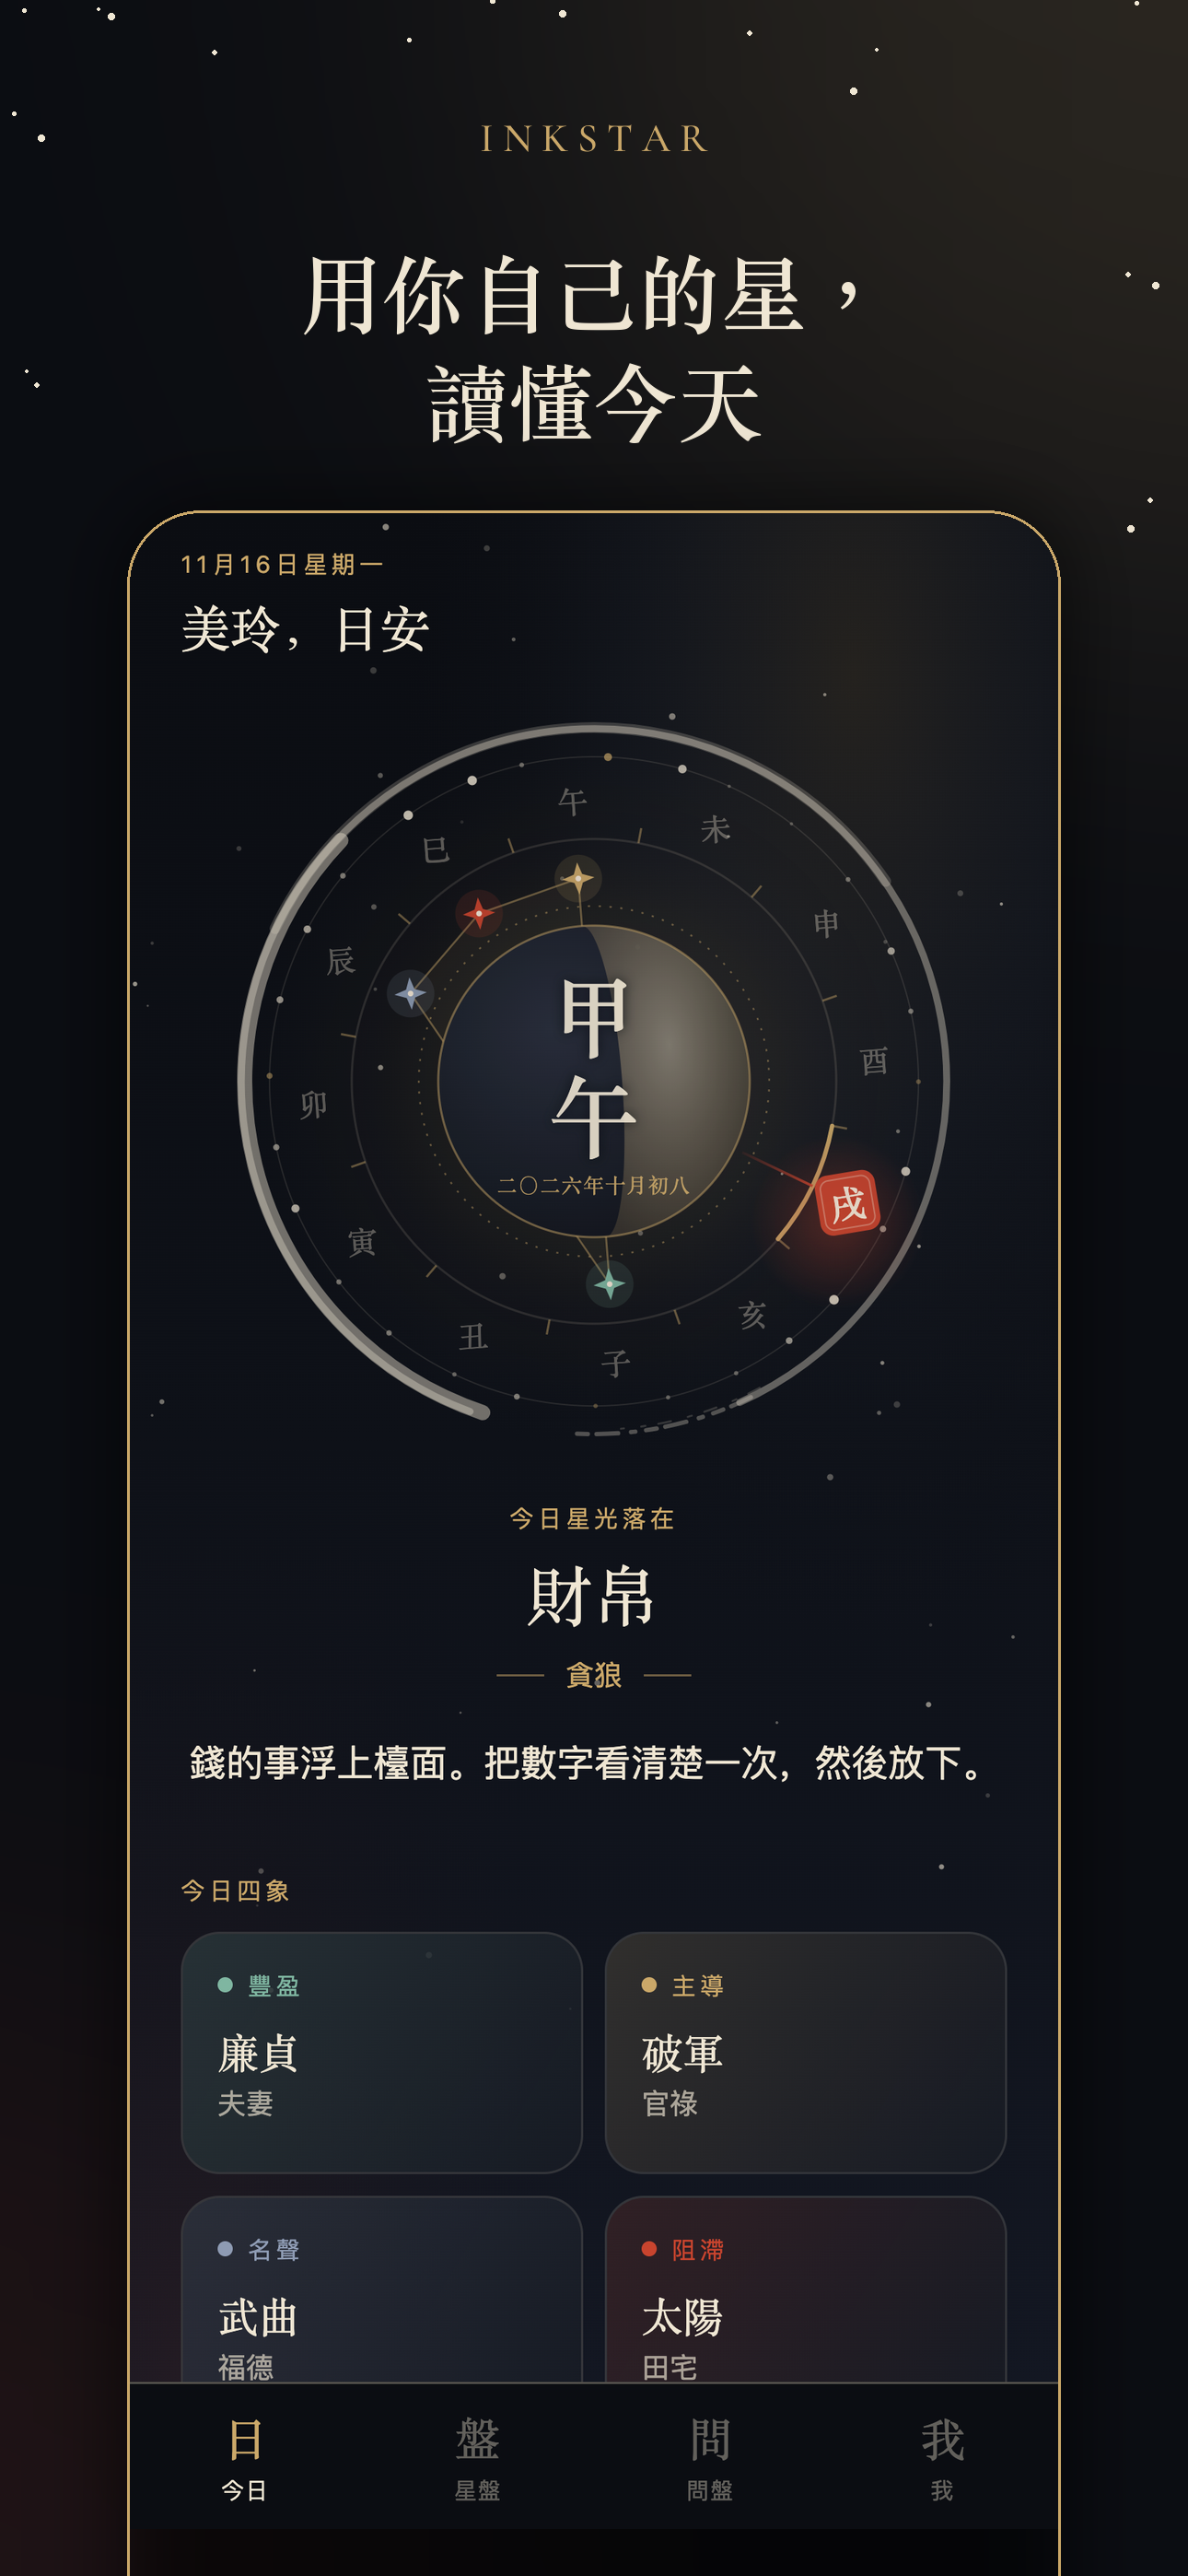 INKSTAR
用你自己的星，
讀懂今天
11月16日星期一
美玲，日安
午
未
巳
申
辰
甲
午
酉
卯
二〇二六年十月初八
戌
寅
亥
丑
子
今日星光落在
財帛
貪狼
錢的事浮上檯面。把數字看清楚一次，然後放下。
今日四象
豐盈
廉貞
夫妻
主導
破軍
官祿
名聲
武曲
福德
阻滯
太陽
田宅
日
今日
盤
星盤
問
問盤
我
我